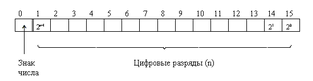 0 1 2 3 4 5 6 7 8 9 10 11 12 13 14 15
2ⁿ⁻¹ 2¹ 2⁰
Знак Цифровые разряды (n)
числа